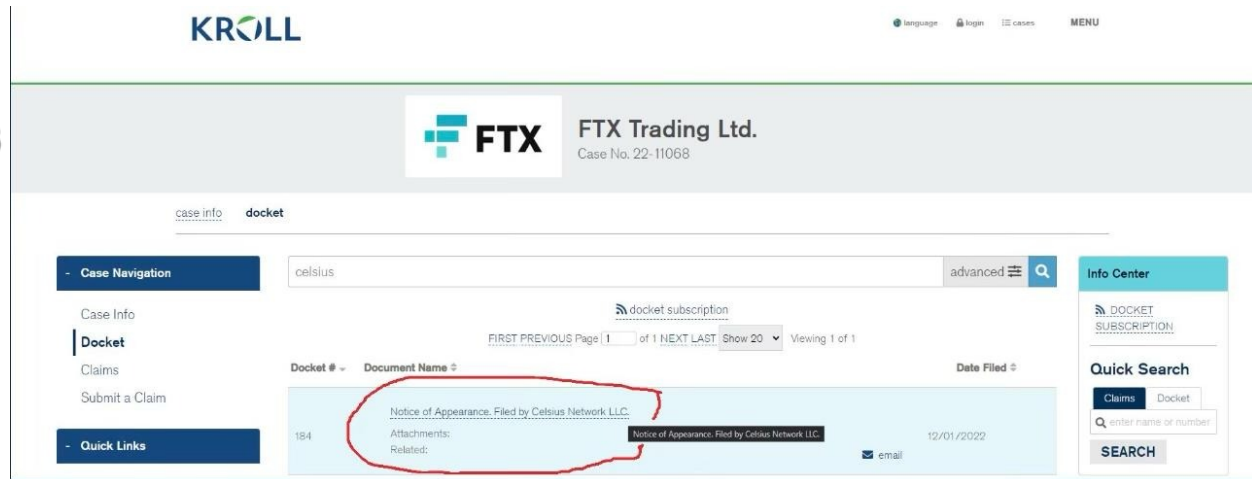 KROLL
language login cases MENU
FTX
FTX Trading Ltd.
Case No. 22-11068
case info docket
- Case Navigation
Case Info
Docket
Claims
Submit a Claim
- Quick Links
celsius
advanced
docket subscription
FIRST PREVIOUS Page 1 of 1 NEXT LAST Show 20 Viewing 1 of 1
Docket # Document Name Date Filed
184
Notice of Appearance. Filed by Celsius Network LLC.
Attachments:
Related:
Notice of Appearance. Filed by Celsius Network LLC.
email
12/01/2022
Info Center
DOCKET
SUBSCRIPTION
Quick Search
Claims Docket
enter name or number
SEARCH